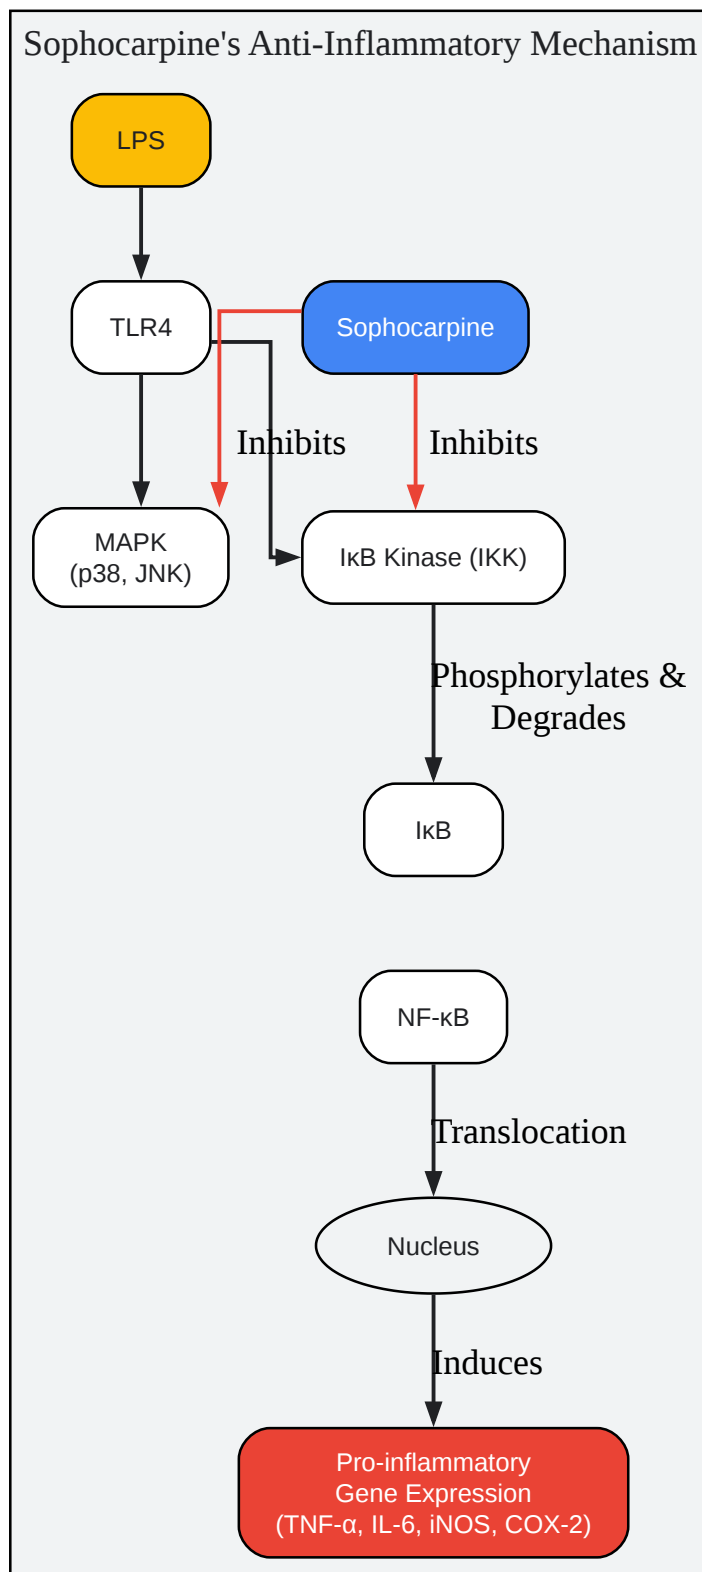 Sophocarpine's Anti-Inflammatory Mechanism
LPS
TLR4
Sophocarpine
Inhibits
Inhibits
MAPK
(p38, JNK)
IκB Kinase (IKK)
Phosphorylates &
Degrades
IκB
NF-κB
Translocation
Nucleus
Induces
Pro-inflammatory
Gene Expression
(TNF-α, IL-6, iNOS, COX-2)